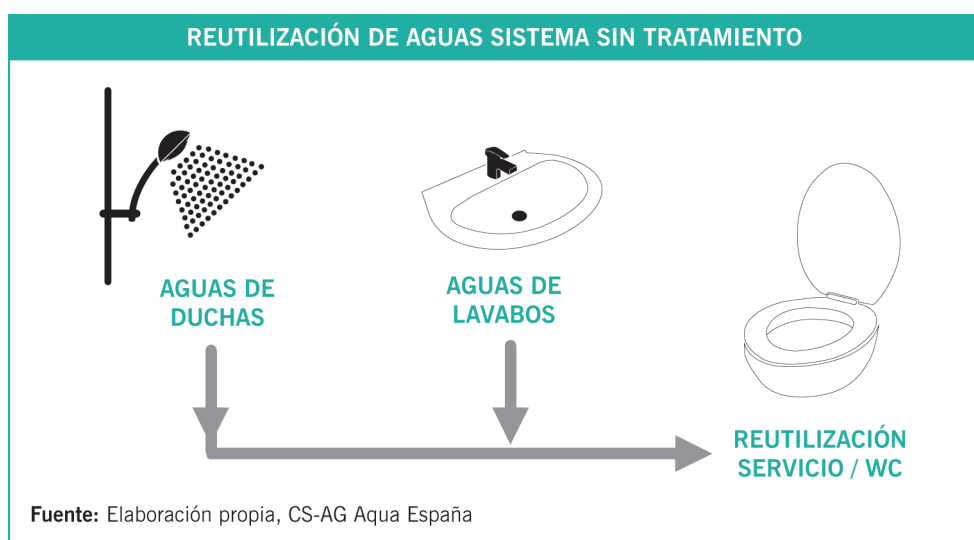 REUTILIZACIÓN DE AGUAS SISTEMA SIN TRATAMIENTO
AGUAS DE
DUCHAS
AGUAS DE
LAVABOS
REUTILIZACIÓN
SERVICIO / WC
Fuente: Elaboración propia, CS-AG Aqua España